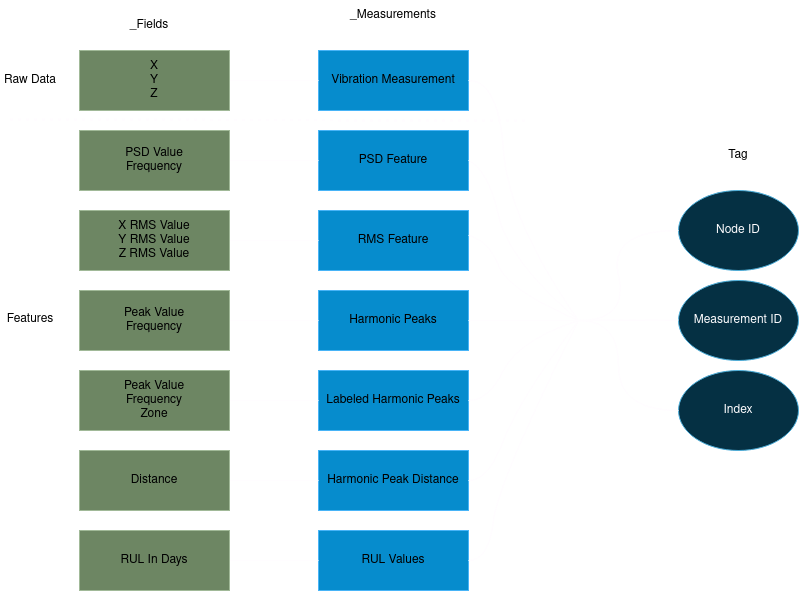 _Fields
_Measurements
Raw Data
X
Y
Z
Vibration Measurement
PSD Value
Frequency
PSD Feature
Tag
X RMS Value
Y RMS Value
Z RMS Value
RMS Feature
Node ID
Features
Peak Value
Frequency
Harmonic Peaks
Measurement ID
Peak Value
Frequency
Zone
Labeled Harmonic Peaks
Index
Distance
Harmonic Peak Distance
RUL In Days
RUL Values